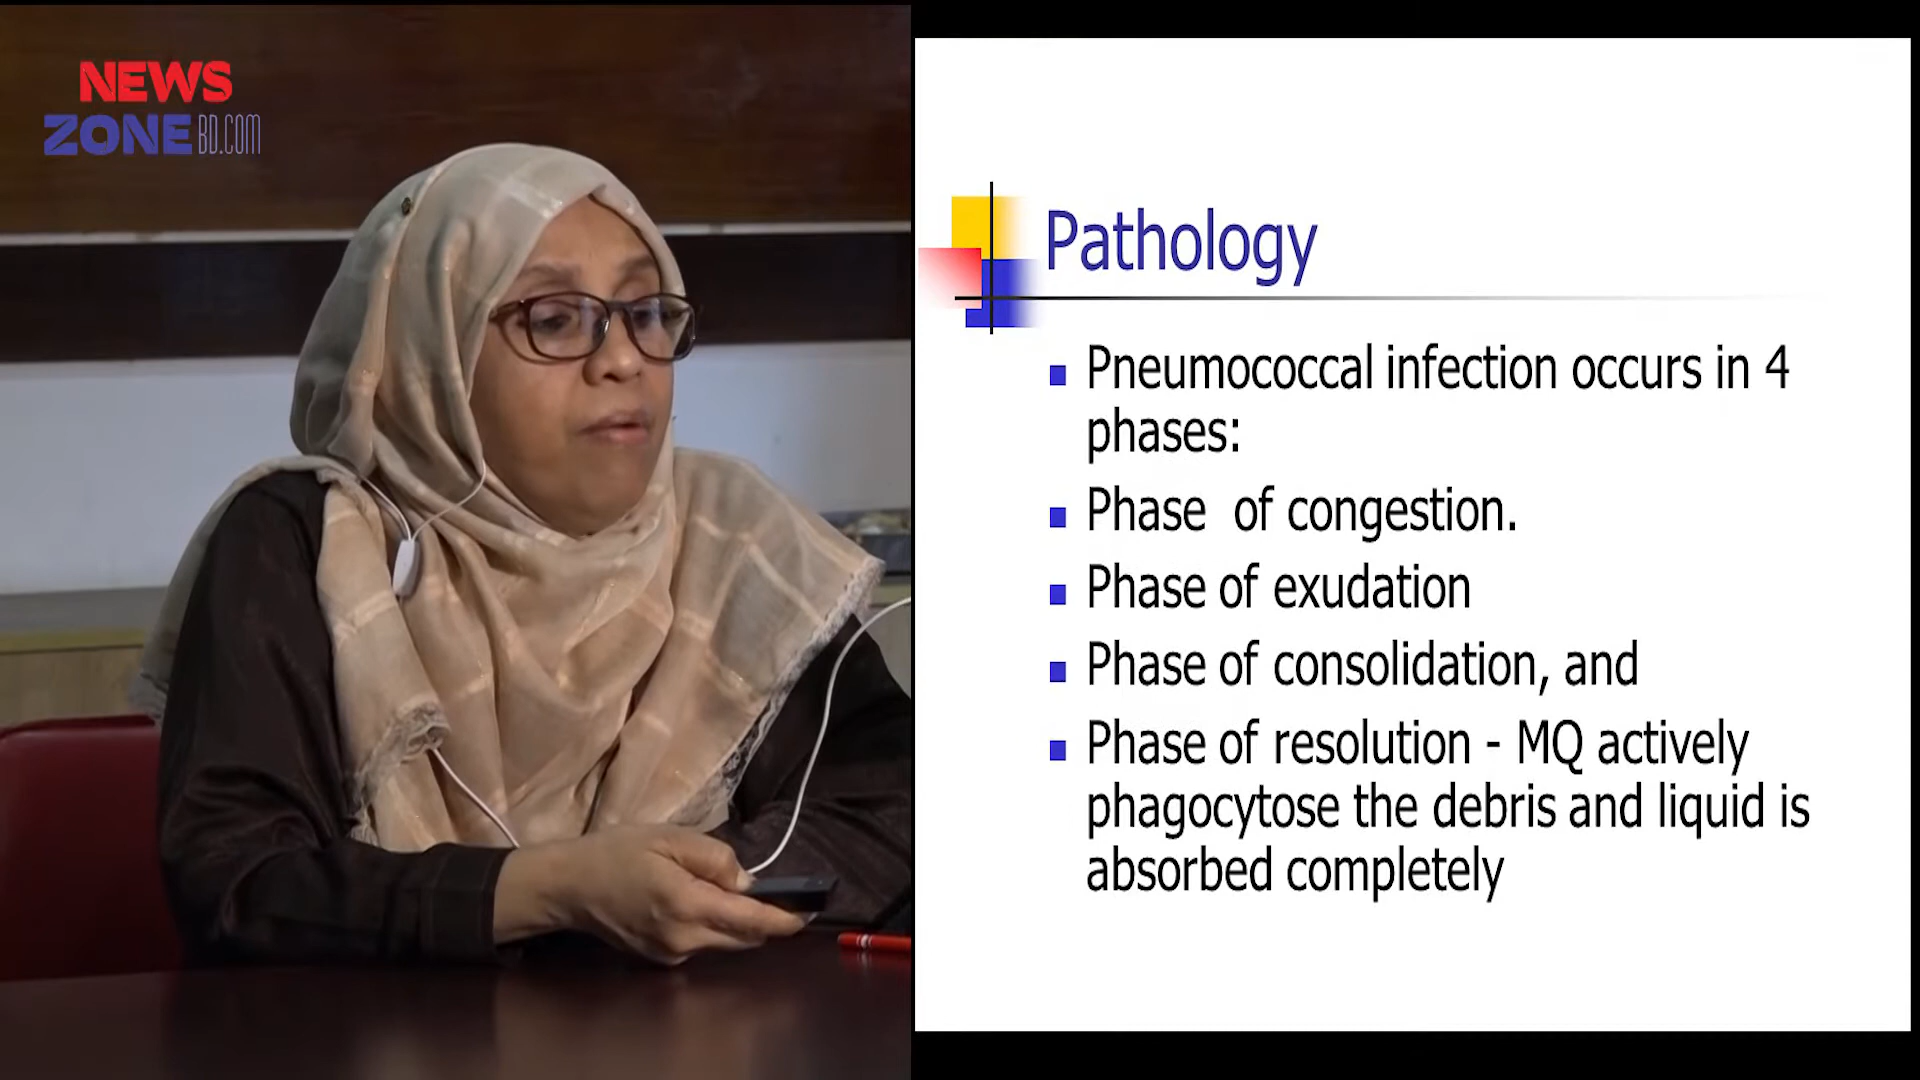 NEWS
ZONE BD.COM
Pathology
Pneumococcal infection occurs in 4
phases:
Phase of congestion.
Phase of exudation
Phase of consolidation, and
Phase of resolution - MQ actively
phagocytose the debris and liquid is
absorbed completely